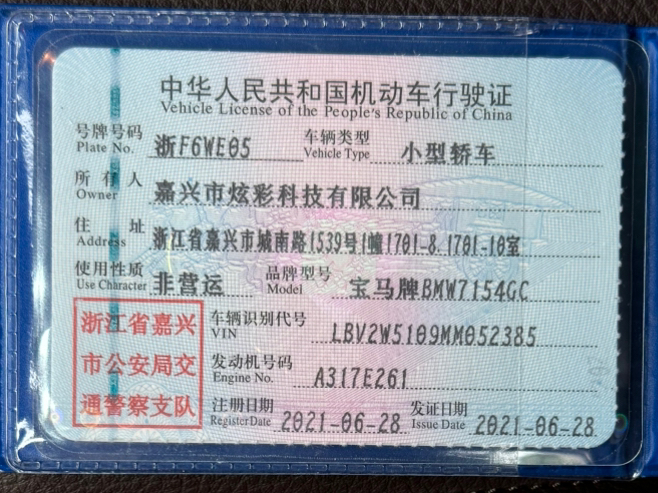 中华人民共和国机动车行驶证
Vehicle License of the People's Republic of China
号牌号码 浙F6WE05 车辆类型 小型轿车
Plate No. Vehicle Type
所有人 嘉兴市炫彩科技有限公司
Owner
住址 浙江省嘉兴市城南路1539号1幢1701-8.1701-10室
Address
使用性质 非营运 品牌型号 宝马牌BMW7154GC
Use Character Model
浙江省嘉兴
市公安局交
通警察支队
车辆识别代号 LBV2W5109MM052385
VIN
发动机号码 A317E261
Engine No.
注册日期 2021-06-28 发证日期 2021-06-28
Register Date Issue Date